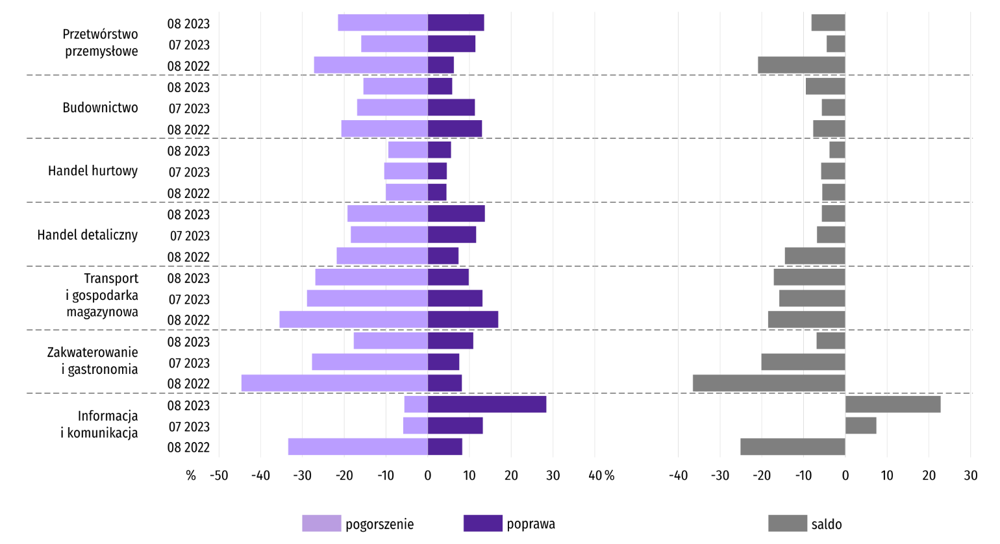 Przetwórstwo
przemysłowe
08 2023
07 2023
08 2022
Budownictwo
08 2023
07 2023
08 2022
Handel hurtowy
08 2023
07 2023
08 2022
Handel detaliczny
08 2023
07 2023
08 2022
Transport
i gospodarka
magazynowa
08 2023
07 2023
08 2022
Zakwaterowanie
i gastronomia
08 2023
07 2023
08 2022
Informacja
i komunikacja
08 2023
07 2023
08 2022
% -50 -40 -30 -20 -10 0 10 20 30 40 % -40 -30 -20 -10 0 10 20 30
pogorszenie poprawa saldo